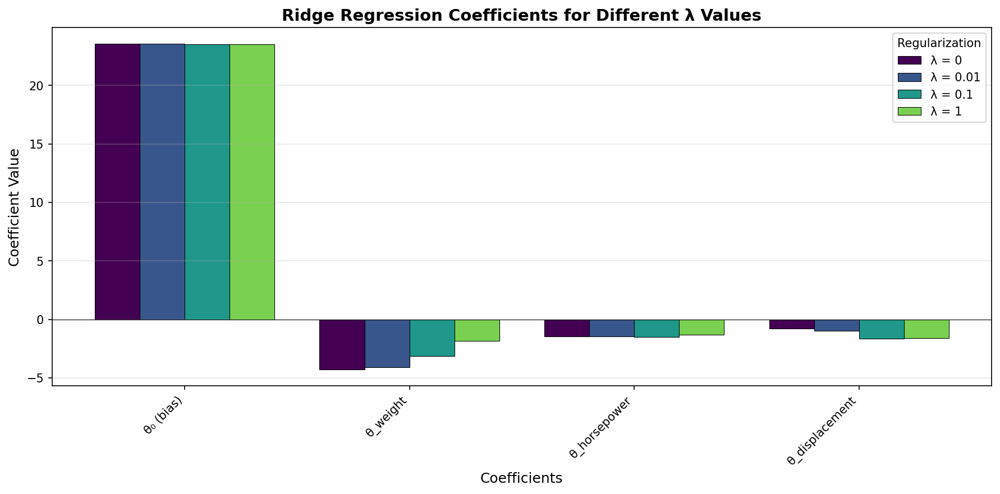 Ridge Regression Coefficients for Different λ Values
Coefficient Value
20
15
10
5
0
−5
Regularization
λ = 0
λ = 0.01
λ = 0.1
λ = 1
θ₀ (bias)
θ_weight
θ_horsepower
θ_displacement
Coefficients